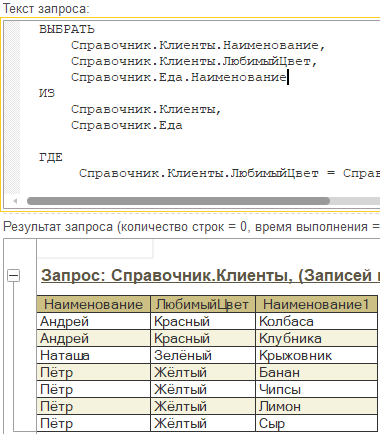 Текст запроса:
ВЫБРАТЬ
Справочник.Клиенты.Наименование,
Справочник.Клиенты.ЛюбимыйЦвет,
Справочник.Еда.Наименование
ИЗ
Справочник.Клиенты,
Справочник.Еда
ГДЕ
Справочник.Клиенты.ЛюбимыйЦвет = Спра
Результат запроса (количество строк = 0, время выполнения =
Запрос: Справочник.Клиенты, (Записей
Наименование ЛюбимыйЦвет Наименование1
Андрей Красный Колбаса
Андрей Красный Клубника
Наташа Зелёный Крыжовник
Пётр Жёлтый Банан
Пётр Жёлтый Чипсы
Пётр Жёлтый Лимон
Пётр Жёлтый Сыр